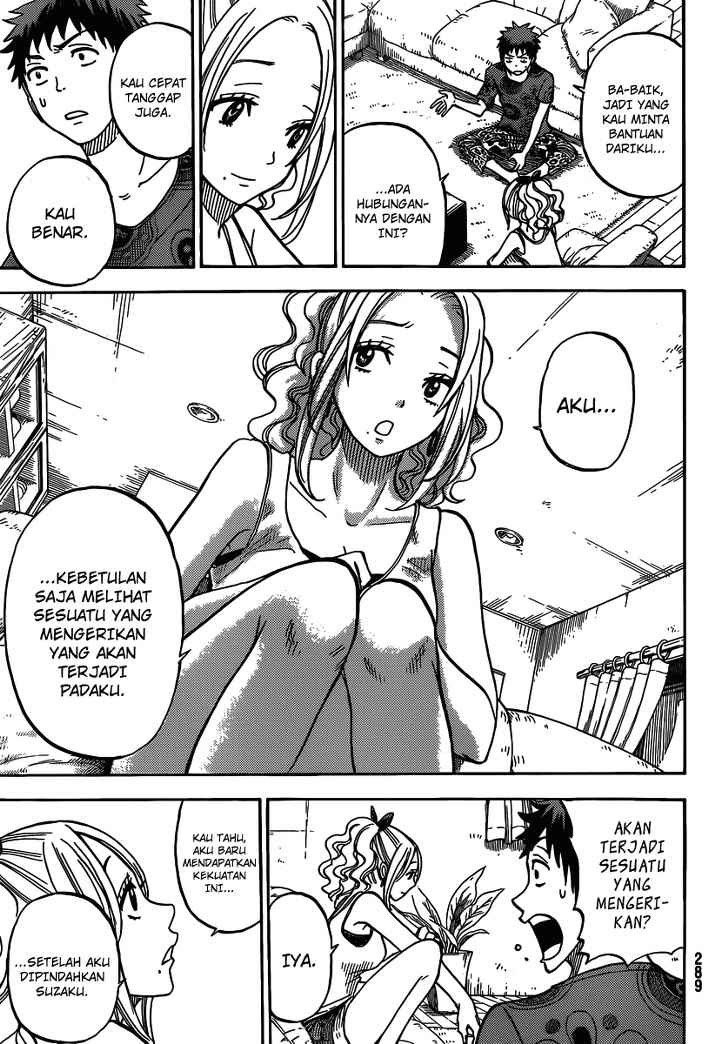 BA-BAIK,
JADI YANG
KAU MINTA
BANTUAN
DARIKU...
...ADA
HUBUNGAN-
NYA DENGAN
INI?
KAU CEPAT
TANGGAP
JUGA.
KAU
BENAR.
AKU...
...KEBETULAN
SAJA MELIHAT
SESUATU YANG
MENGERIKAN
YANG AKAN
TERJADI
PADAKU.
AKAN
TERJADI
SESUATU
YANG
MENGERI-
KAN?
IYA.
KAU TAHU,
AKU BARU
MENDAPATKAN
KEKUATAN
INI...
...SETELAH AKU
DIPINDAHKAN
SUZAKU.
289